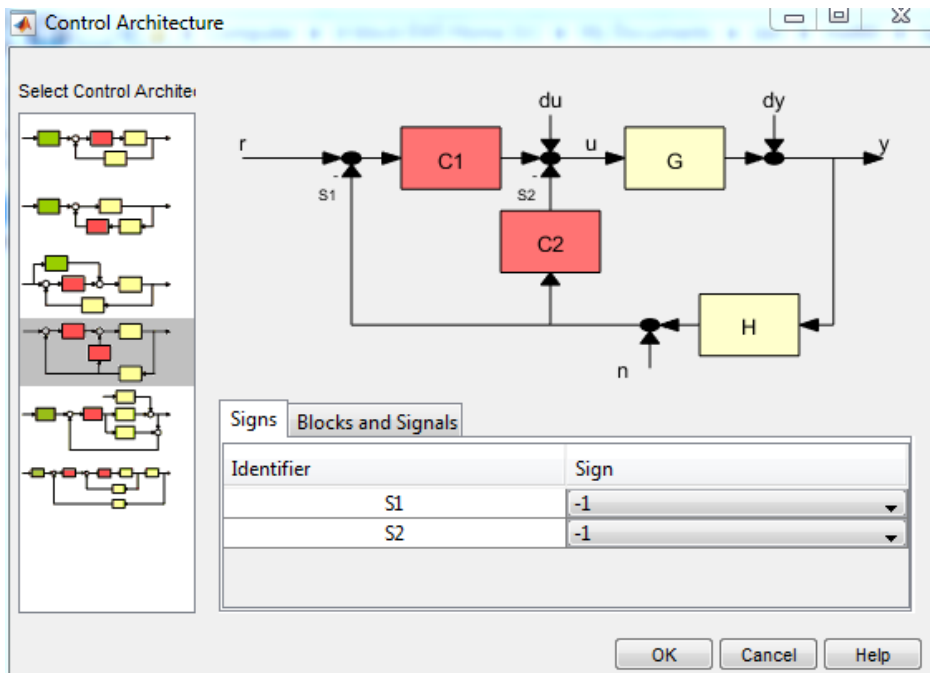 Control Architecture
Select Control Archite
du
dy
r
C1
u
G
y
-
S1
-
S2
C2
H
n
Signs
Blocks and Signals
Identifier
Sign
S1
-1
S2
-1
OK
Cancel
Help